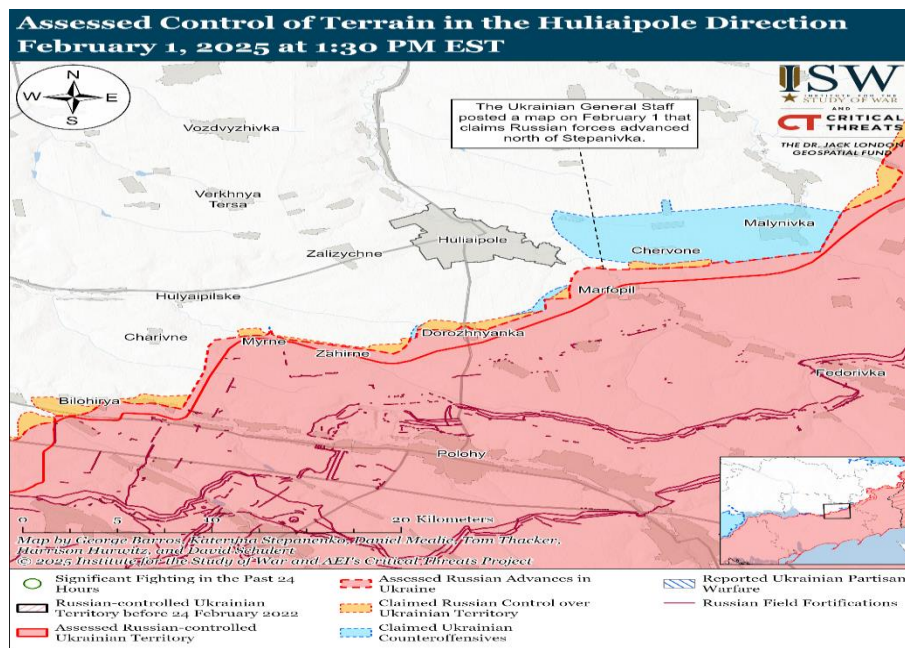 Assessed Control of Terrain in the Huliaipole Direction
February 1, 2025 at 1:30 PM EST
N
W E
S
ISW
INSTITUTE FOR THE
STUDY OF WAR
AND
CT CRITICAL
THREATS
THE DR. JACK LONDON
GEOSPATIAL FUND
The Ukrainian General Staff
posted a map on February 1 that
claims Russian forces advanced
north of Stepanivka.
Vozdvyzhivka
Verkhnya
Tersa
Zaliznychne
Huliaipole
Malynivka
Chervone
Hulyaipilske
Marfopil
Charivne
Myrne
Dorozhnyanka
Zahirne
Fedorivka
Bilohirya
Polohy
0 5 10 20 Kilometers
Map by George Barros, Kateryna Stepanenko, Daniel Mealie, Tom Thacker,
Harrison Hurwitz, and David Schulert
© 2025 Institute for the Study of War and AEI's Critical Threats Project
Significant Fighting in the Past 24
Hours
Russian-controlled Ukrainian
Territory before 24 February 2022
Assessed Russian-controlled
Ukrainian Territory
Assessed Russian Advances in
Ukraine
Claimed Russian Control over
Ukrainian Territory
Claimed Ukrainian
Counteroffensives
Reported Ukrainian Partisan
Warfare
Russian Field Fortifications